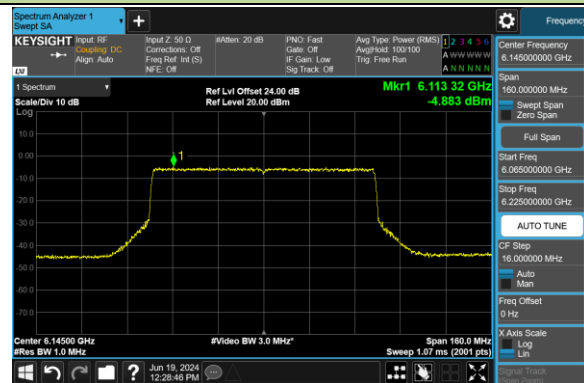 Spectrum Analyzer 1
Swept SA
+
Frequency
KEYSIGHT
Input: RF
Coupling: DC
Align: Auto
Input Z: 50 Ω
Corrections: Off
Freq Ref: Int (S)
NFE: Off
#Atten: 20 dB
PNO: Fast
Gate: Off
IF Gain: Low
Sig Track: Off
Avg Type: Power (RMS)
Avg|Hold: 100/100
Trig: Free Run
1 2 3 4 5 6
A W W W W W
A N N N N N
LXI
1 Spectrum
Scale/Div 10 dB
Log
Ref Lvl Offset 24.00 dB
Ref Level 20.00 dBm
Mkr1 6.113 32 GHz
-4.883 dBm
1
10.0
0.00
-10.0
-20.0
-30.0
-40.0
-50.0
-60.0
-70.0
Center 6.14500 GHz
#Res BW 1.0 MHz
#Video BW 3.0 MHz*
Span 160.0 MHz
Sweep 1.07 ms (2001 pts)
Jun 19, 2024
12:28:46 PM
Center Frequency
6.145000000 GHz
Span
160.000000 MHz
Swept Span
Zero Span
Full Span
Start Freq
6.065000000 GHz
Stop Freq
6.225000000 GHz
AUTO TUNE
CF Step
16.000000 MHz
Auto
Man
Freq Offset
0 Hz
X Axis Scale
Log
Lin
Signal Track